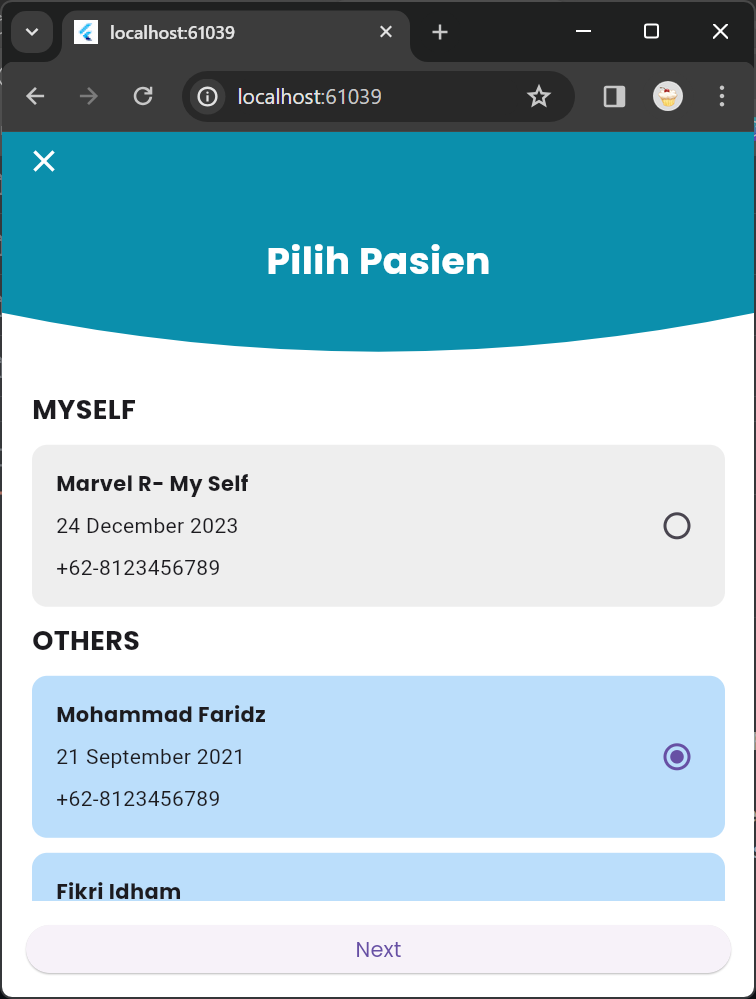 localhost:61039
localhost:61039
Pilih Pasien
MYSELF
Marvel R- My Self
24 December 2023
+62-8123456789
OTHERS
Mohammad Faridz
21 September 2021
+62-8123456789
Fikri Idham
Next